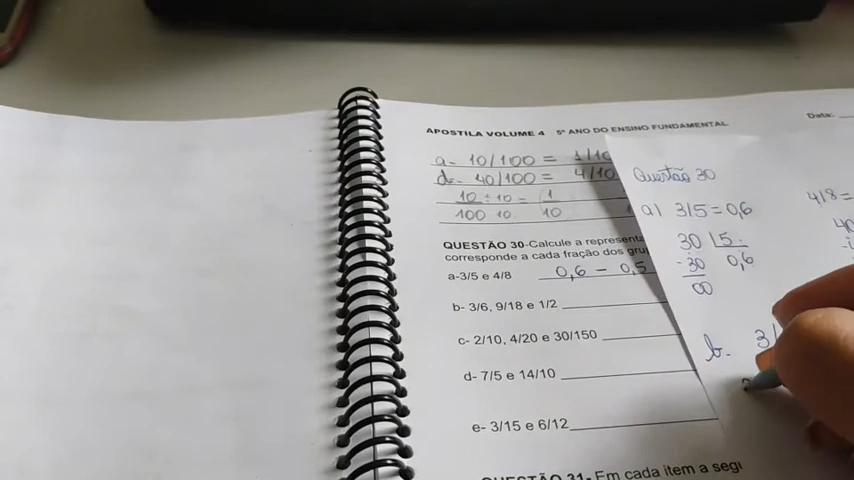 APOSTILA VOLUME 4 5º ANO DO ENSINO FUNDAMENTAL Data:
a- 10/100 = 1/10
d- 40/100 = 4/10
10 ÷ 10 = 1
100 10 10
QUESTÃO 30-Calcule a
corresponde a cada fração dos
a-3/5 e 4/8 0,6 - 0,5
b- 3/6, 9/18 e 1/2
c- 2/10, 4/20 e 30/150
d- 7/5 e 14/10
e- 3/15 e 6/12
QUESTÃO 31- Em cada item a
Questão 30
a) 3/5 = 0,6
30 5
-30 0,6
00
4/8 =
b- 3/